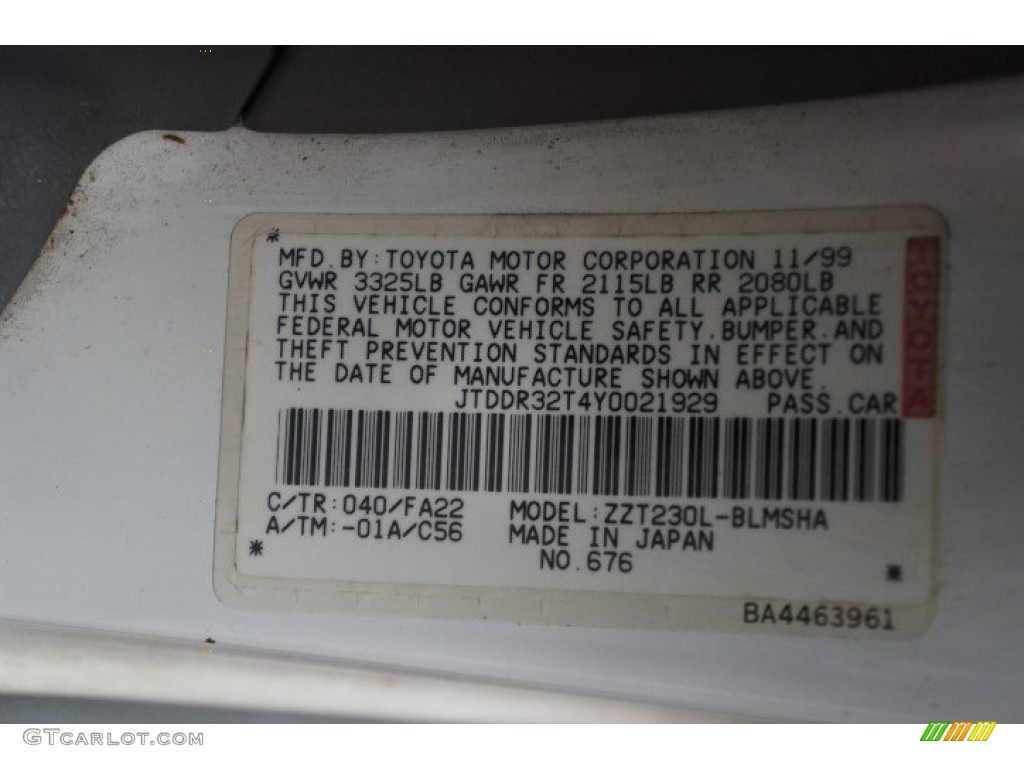 MFD. BY: TOYOTA MOTOR CORPORATION 11/99
GVWR 3325LB GAWR FR 2115LB RR 2080LB
THIS VEHICLE CONFORMS TO ALL APPLICABLE
FEDERAL MOTOR VEHICLE SAFETY. BUMPER. AND
THEFT PREVENTION STANDARDS IN EFFECT ON
THE DATE OF MANUFACTURE SHOWN ABOVE.
JTDDR32T4Y0021929 PASS. CAR
TOYOTA
C/TR: 040/FA22
A/TM: -01A/C56
MODEL: ZZT230L-BLMSHA
MADE IN JAPAN
NO. 676
BA4463961
GTCarLot.com